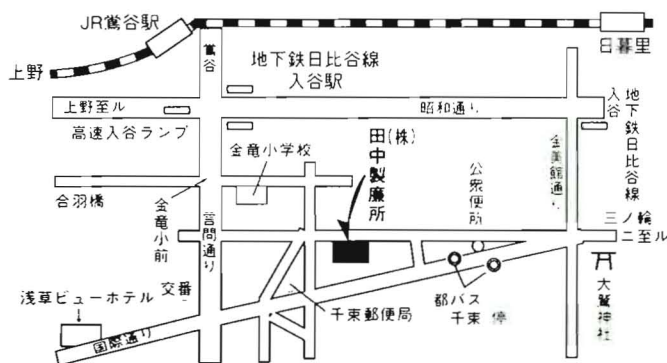 JR鶯谷駅
日暮里
鶯谷
上野
地下鉄日比谷線
入谷駅
上野至ル
昭和通り
入谷
地下鉄日比谷線
高速入谷ランプ
金竜小学校
田中製簾所
(株)
公衆便所
金美館通り
合羽橋
金竜小前
言問通り
三ノ輪
ニ至ル
交番
浅草ビューホテル
千束郵便局
都バス
千束 停
大鷲神社
国際通り